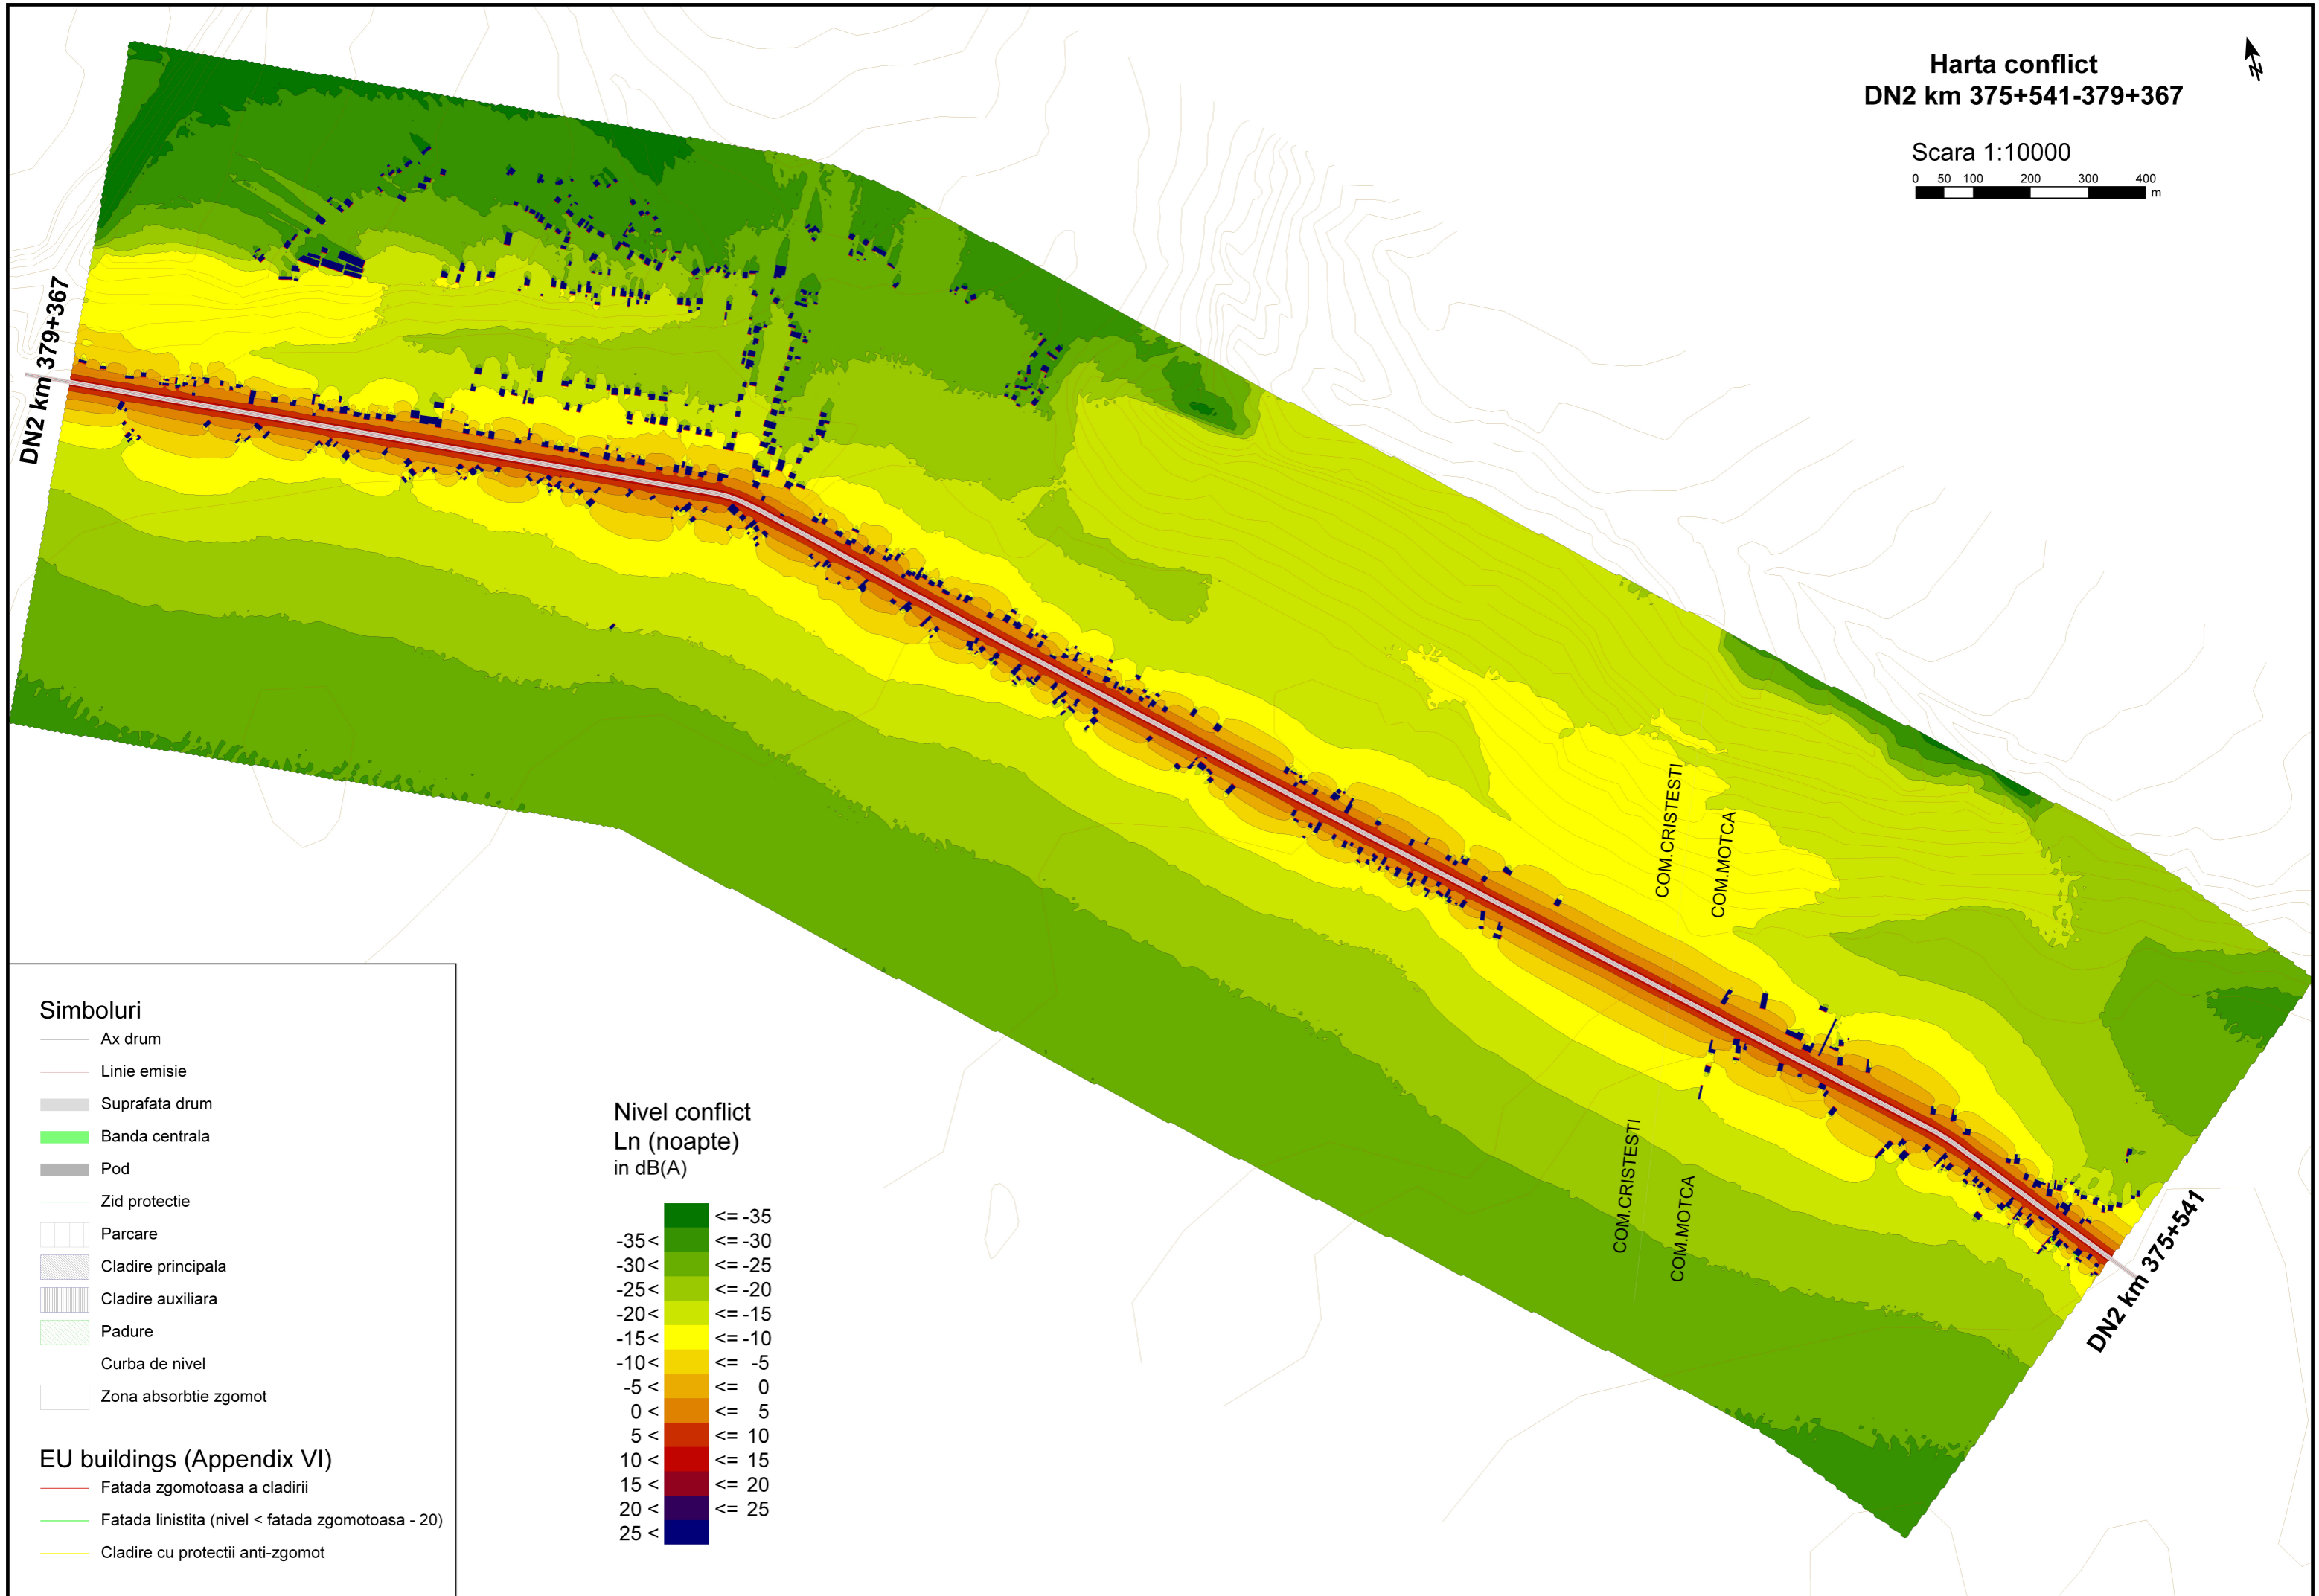 Harta conflict
DN2 km 375+541-379+367
N
Scara 1:10000
0 50 100 200 300 400
m
DN2 km 379+367
COM.CRISTESTI
COM.MOTCA
COM.CRISTESTI
COM.MOTCA
DN2 km 375+541
Simboluri
Ax drum
Linie emisie
Suprafata drum
Banda centrala
Pod
Zid protectie
Parcare
Cladire principala
Cladire auxiliara
Padure
Curba de nivel
Zona absorbtie zgomot
EU buildings (Appendix VI)
Fatada zgomotoasa a cladirii
Fatada linistita (nivel < fatada zgomotoasa - 20)
Cladire cu protectii anti-zgomot
Nivel conflict
Ln (noapte)
in dB(A)
<= -35
-35< <= -30
-30< <= -25
-25< <= -20
-20< <= -15
-15< <= -10
-10< <= -5
-5 < <= 0
0 < <= 5
5 < <= 10
10 < <= 15
15 < <= 20
20 < <= 25
25 <